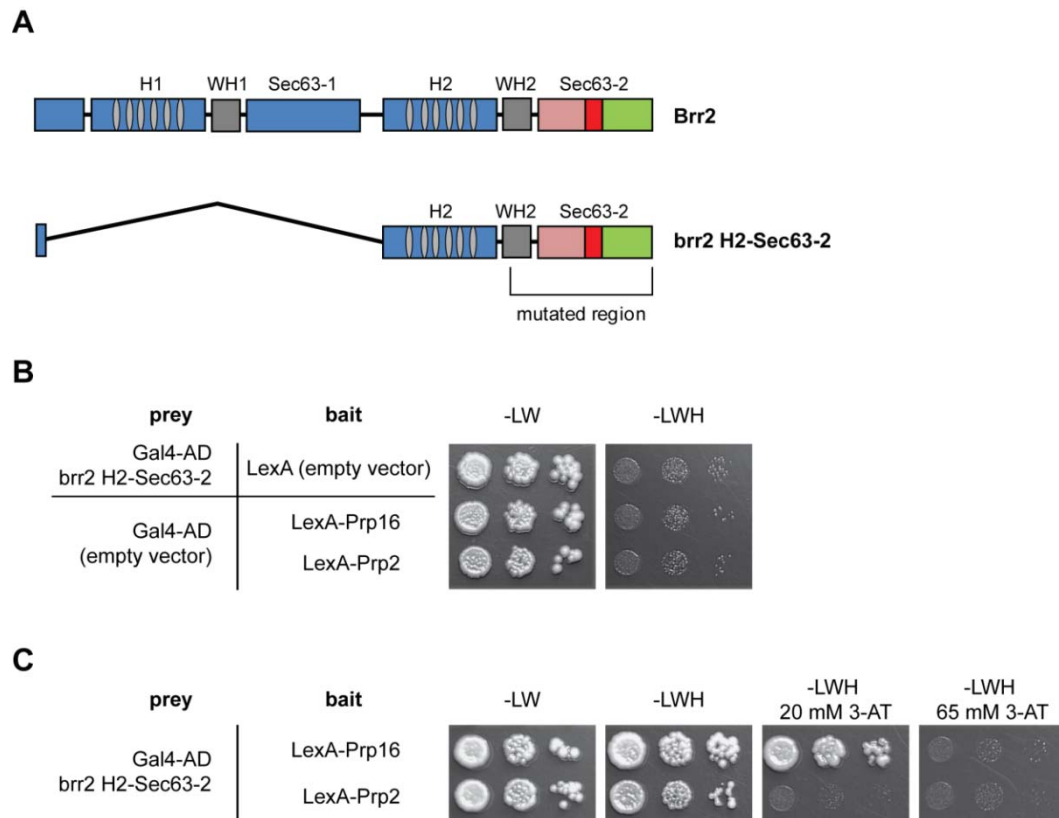 A
H1 WH1 Sec63-1 H2 WH2 Sec63-2
Brr2
H2 WH2 Sec63-2
brr2 H2-Sec63-2
mutated region
B
prey bait -LW -LWH
Gal4-AD
brr2 H2-Sec63-2
LexA (empty vector)
Gal4-AD
(empty vector)
LexA-Prp16
LexA-Prp2
C
prey bait -LW -LWH
-LWH
20 mM 3-AT
-LWH
65 mM 3-AT
Gal4-AD
brr2 H2-Sec63-2
LexA-Prp16
LexA-Prp2